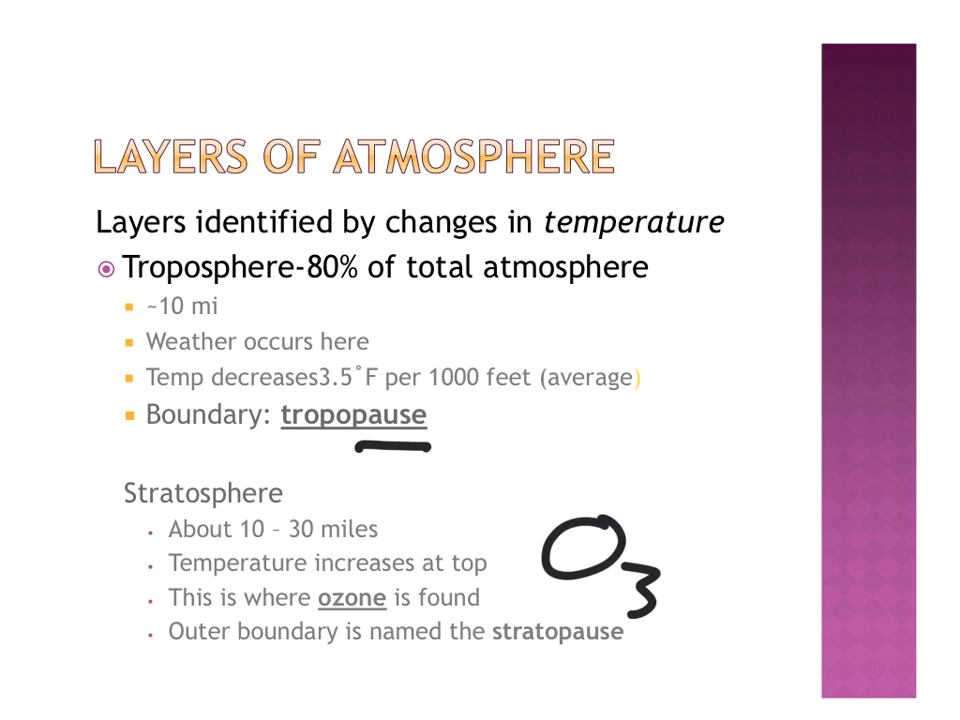 LAYERS OF ATMOSPHERE
Layers identified by changes in temperature
Troposphere-80% of total atmosphere
~10 mi
Weather occurs here
Temp decreases3.5˚F per 1000 feet (average)
Boundary: tropopause
Stratosphere
About 10 – 30 miles
Temperature increases at top
This is where ozone is found
O3
Outer boundary is named the stratopause